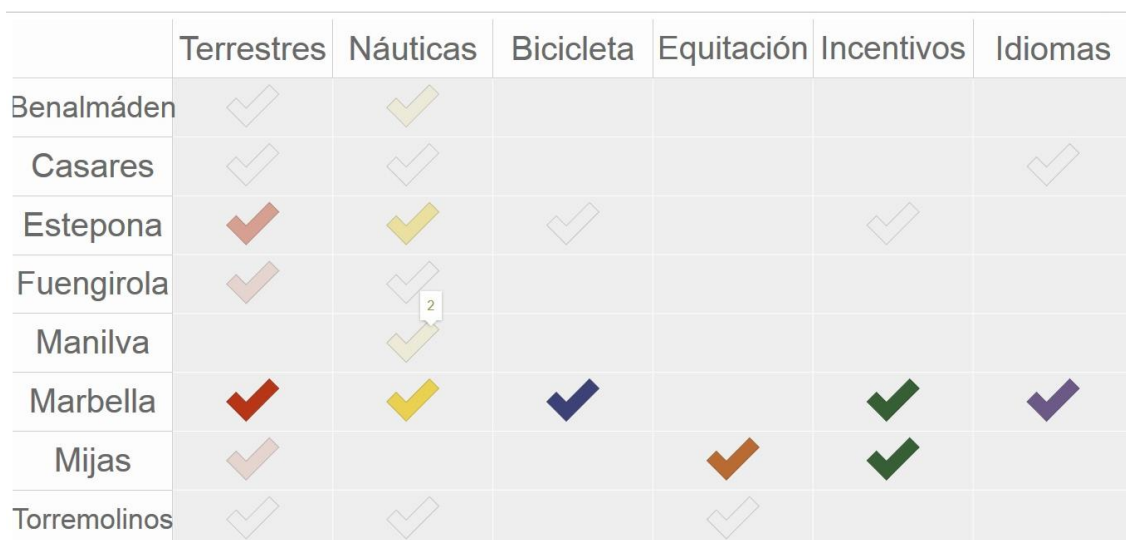 Terrestres Náuticas Bicicleta Equitación Incentivos Idiomas
Benalmáden
Casares
Estepona
Fuengirola
2
Manilva
Marbella
Mijas
Torremolinos